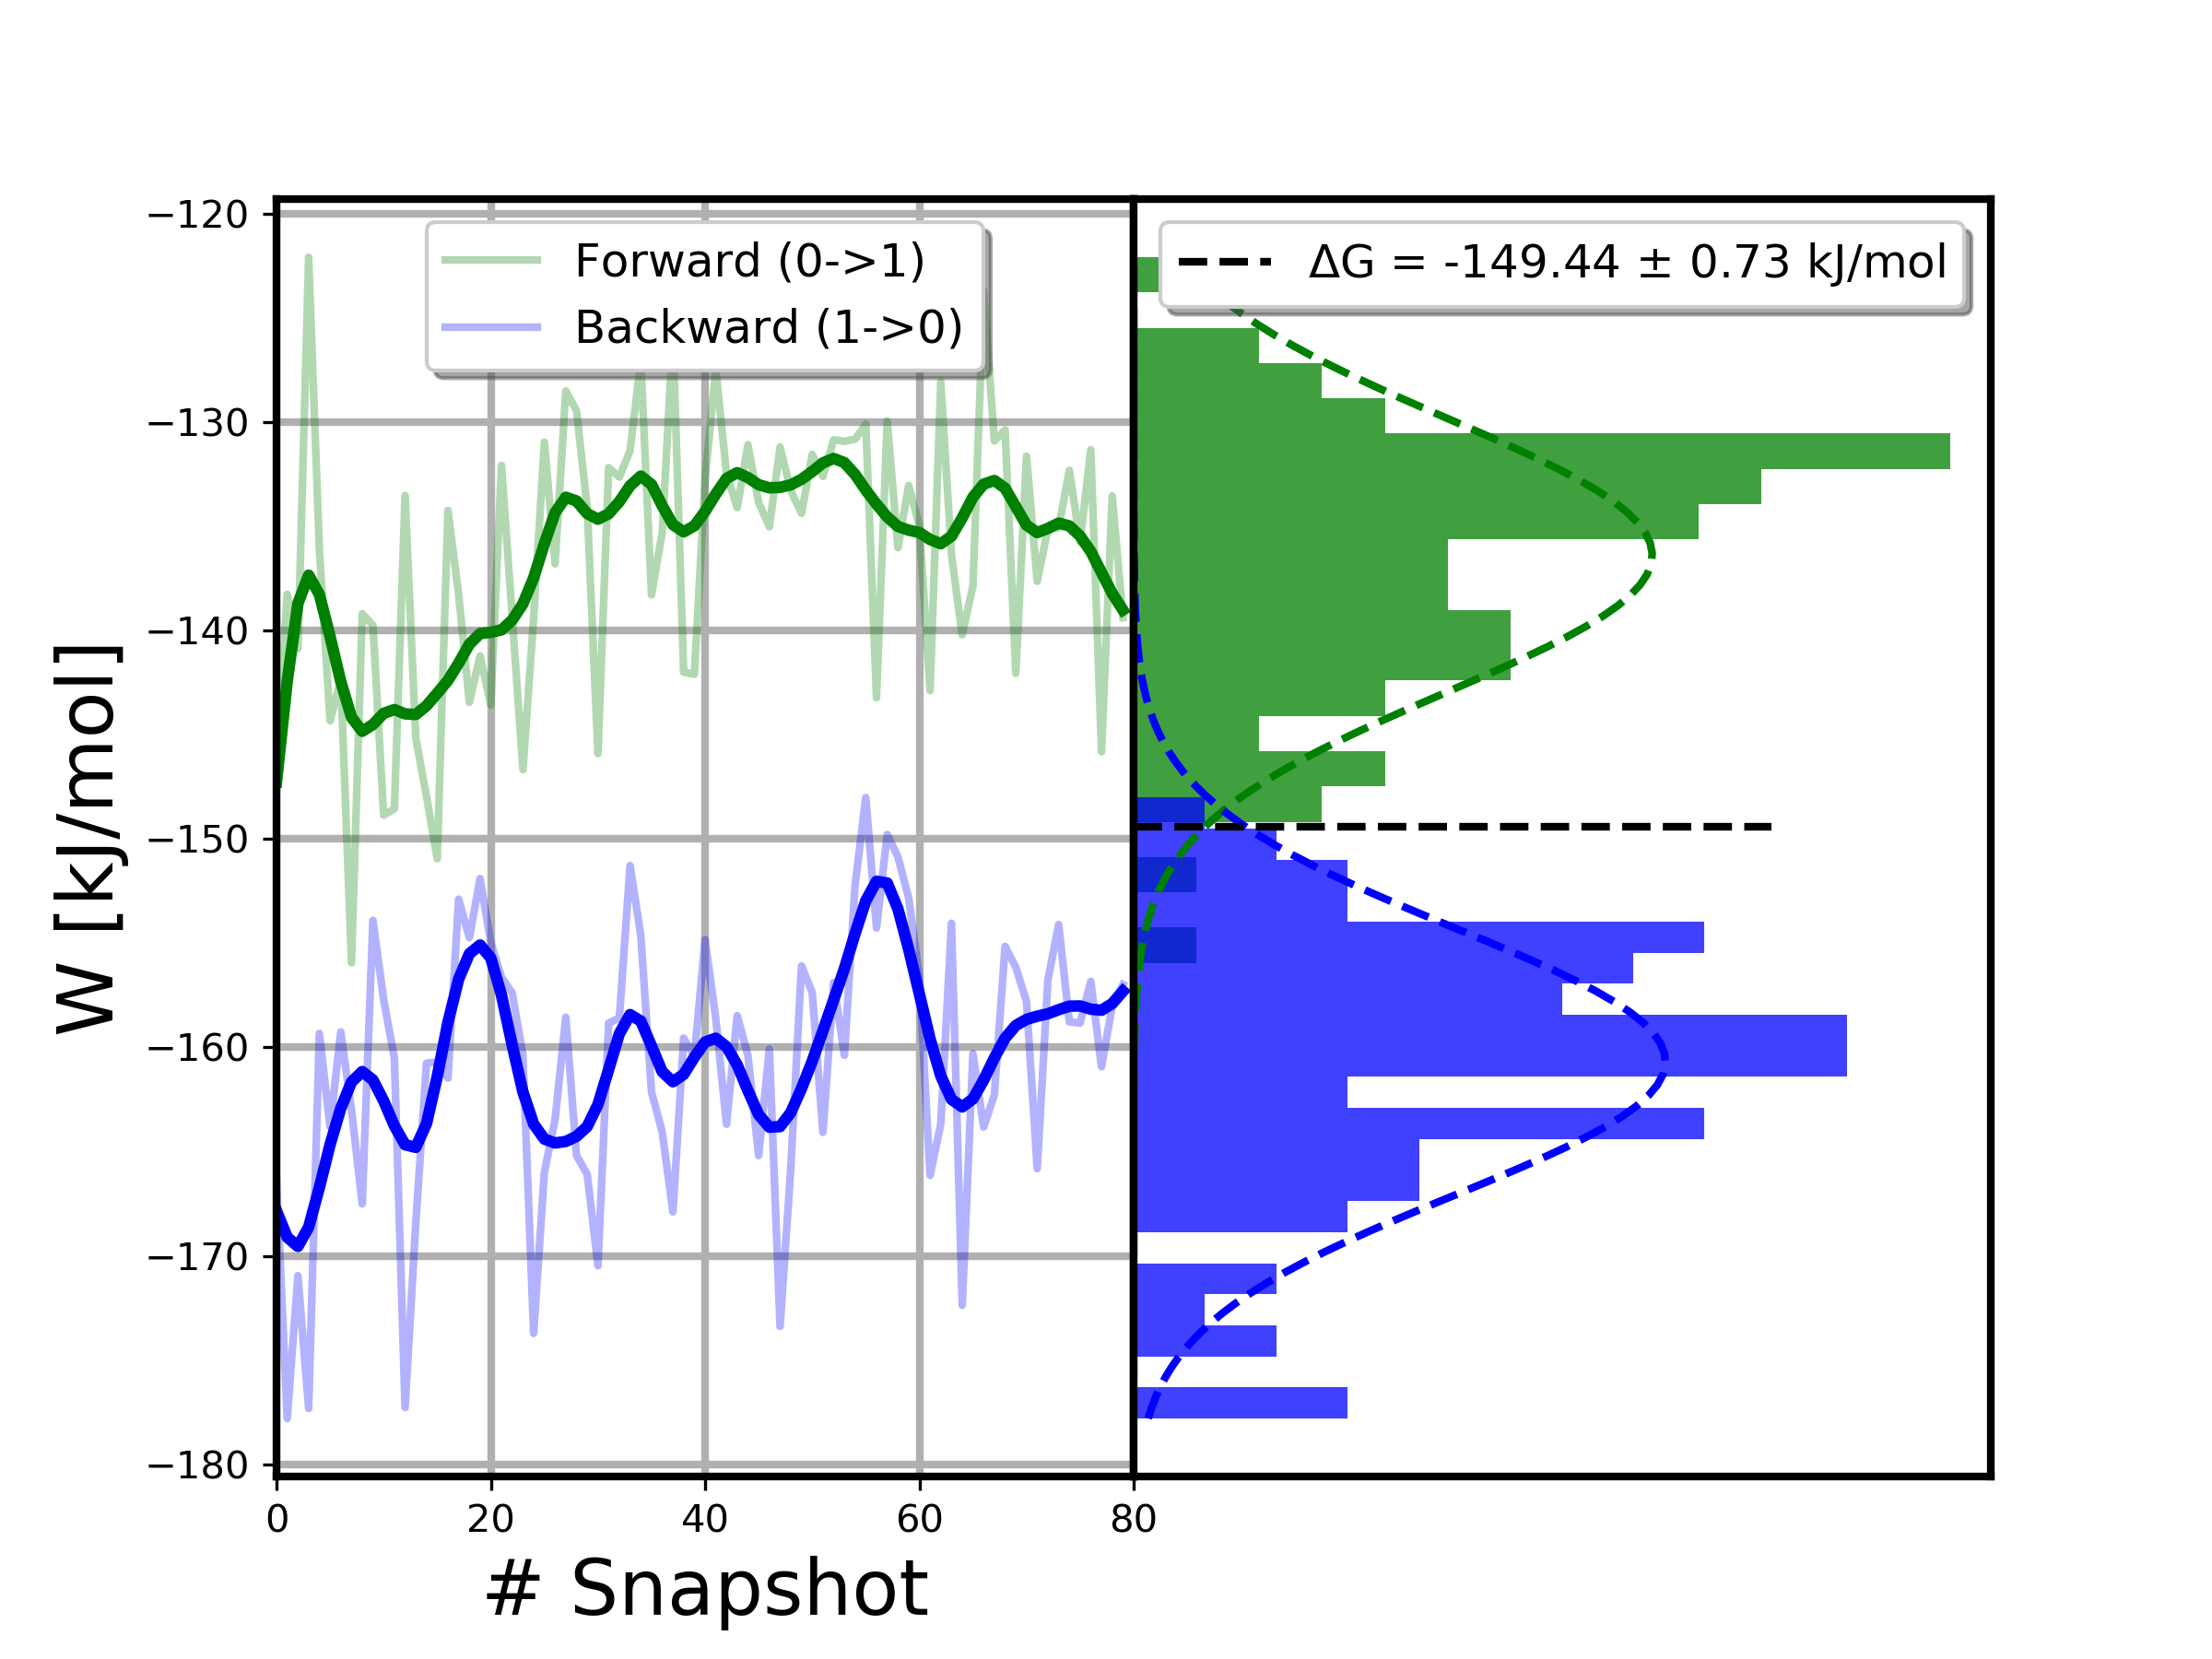 Forward (0->1)
Backward (1->0)
ΔG = -149.44 ± 0.73 kJ/mol
W [kJ/mol]
−120
−130
−140
−150
−160
−170
−180
0 20 40 60 80
# Snapshot